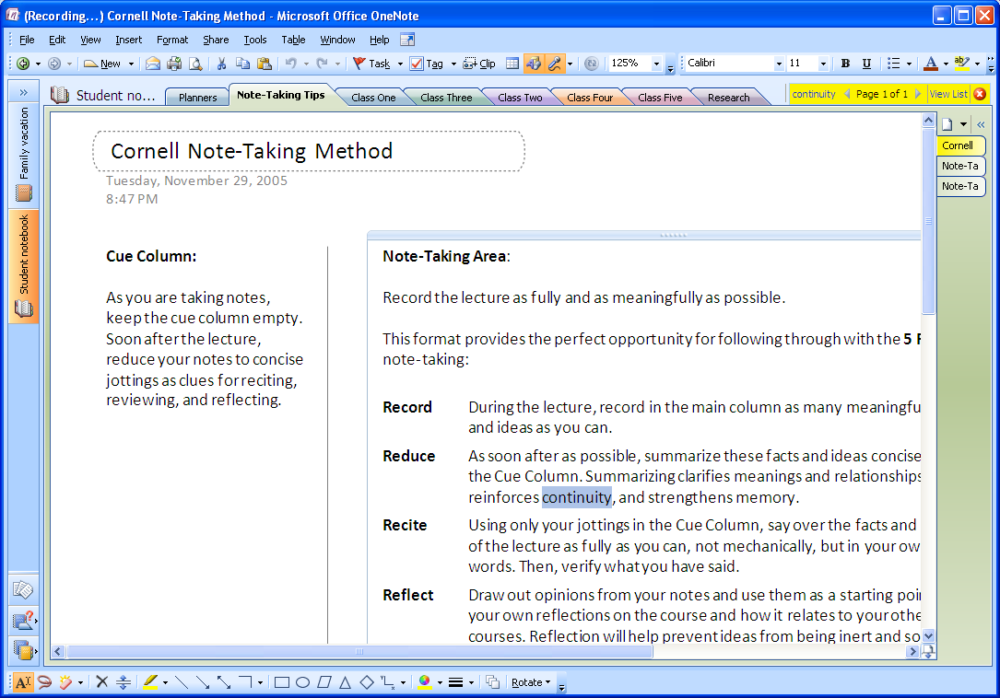 (Recording...) Cornell Note-Taking Method - Microsoft Office OneNote
File Edit View Insert Format Share Tools Table Window Help
New Task Tag Clip 125% Calibri 11 B U A ab
Student no... Planners Note-Taking Tips Class One Class Three Class Two Class Four Class Five Research continuity Page 1 of 1 View List
Family vacation
Student notebook
Cornell
Note-Ta
Note-Ta
Cornell Note-Taking Method
Tuesday, November 29, 2005
8:47 PM
Cue Column:
As you are taking notes,
keep the cue column empty.
Soon after the lecture,
reduce your notes to concise
jottings as clues for reciting,
reviewing, and reflecting.
Note-Taking Area:
Record the lecture as fully and as meaningfully as possible.
This format provides the perfect opportunity for following through with the 5
note-taking:
Record During the lecture, record in the main column as many meaningfu
and ideas as you can.
Reduce As soon after as possible, summarize these facts and ideas concise
the Cue Column. Summarizing clarifies meanings and relationships
reinforces continuity, and strengthens memory.
Recite Using only your jottings in the Cue Column, say over the facts and
of the lecture as fully as you can, not mechanically, but in your ow
words. Then, verify what you have said.
Reflect Draw out opinions from your notes and use them as a starting poi
your own reflections on the course and how it relates to your othe
courses. Reflection will help prevent ideas from being inert and so
A Rotate